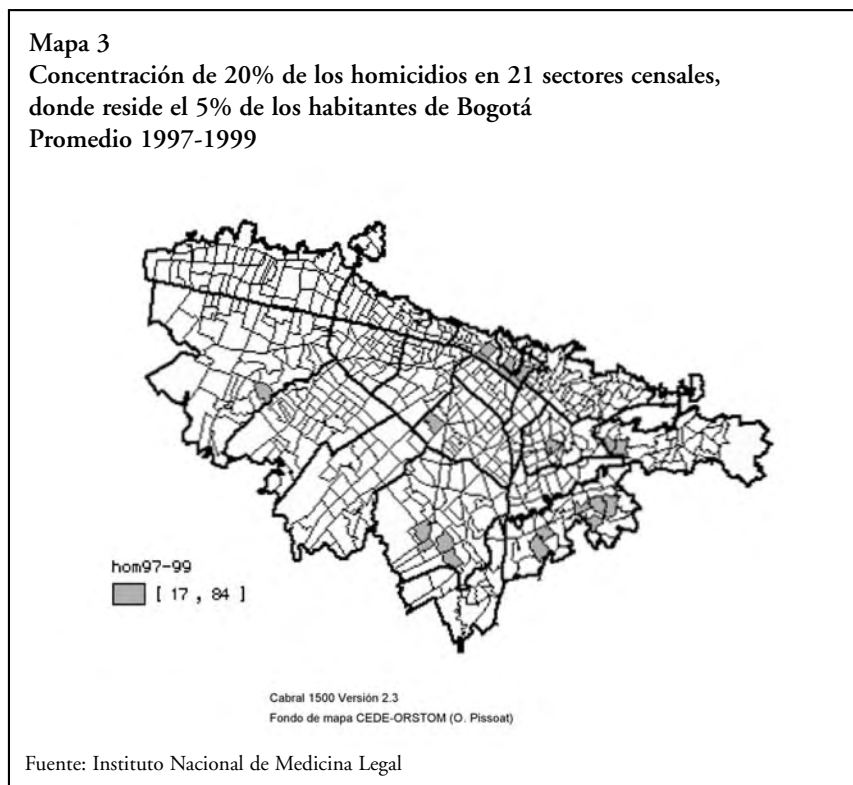 Mapa 3
Concentración de 20% de los homicidios en 21 sectores censales,
donde reside el 5% de los habitantes de Bogotá
Promedio 1997-1999
hom97-99
[ 17 , 84 ]
Cabral 1500 Versión 2.3
Fondo de mapa CEDE-ORSTOM (O. Pissoat)
Fuente: Instituto Nacional de Medicina Legal